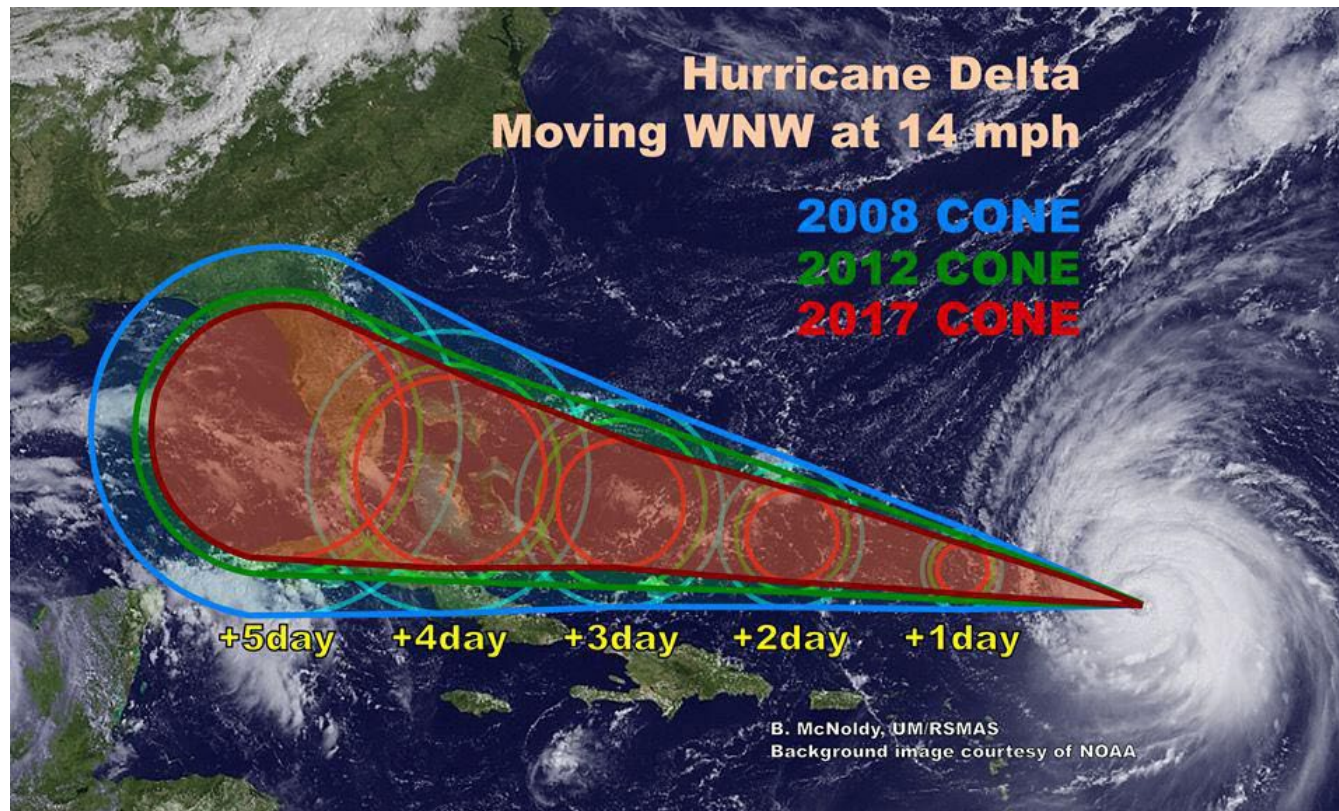 Hurricane Delta
Moving WNW at 14 mph
2008 CONE
2012 CONE
2017 CONE
+5day +4day +3day +2day +1day
B. McNoldy, UM/RSMAS
Background image courtesy of NOAA